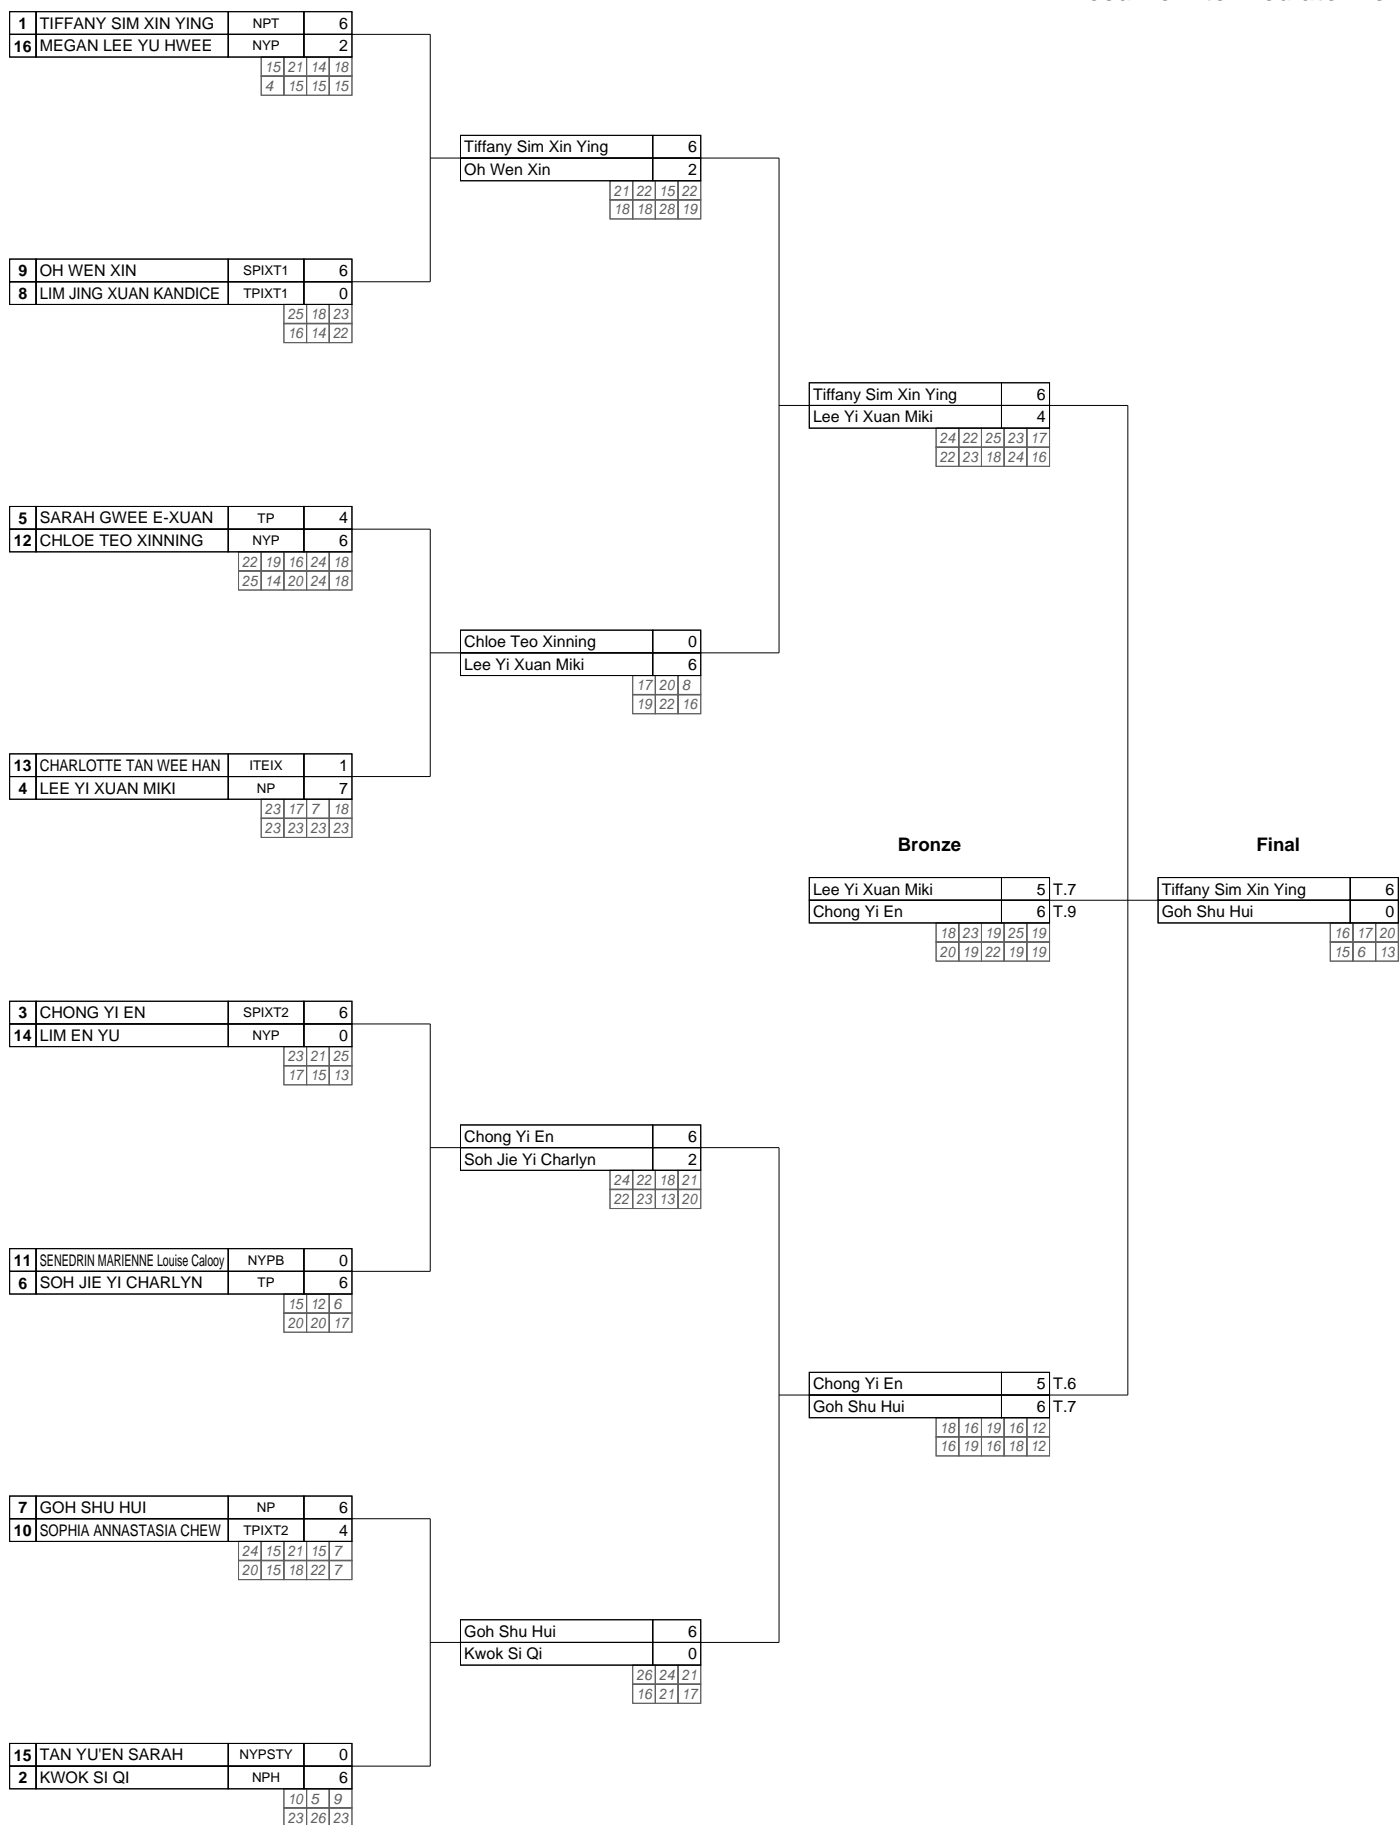 1 TIFFANY SIM XIN YING NPT 6
16 MEGAN LEE YU HWEE NYP 2
15 21 14 18
4 15 15 15
Tiffany Sim Xin Ying 6
Oh Wen Xin 2
21 22 15 22
18 18 28 19
9 OH WEN XIN SPIXT1 6
8 LIM JING XUAN KANDICE TPIXT1 0
25 18 23
16 14 22
Tiffany Sim Xin Ying 6
Lee Yi Xuan Miki 4
24 22 25 23 17
22 23 18 24 16
5 SARAH GWEE E-XUAN TP 4
12 CHLOE TEO XINNING NYP 6
22 19 16 24 18
25 14 20 24 18
Chloe Teo Xinning 0
Lee Yi Xuan Miki 6
17 20 8
19 22 16
13 CHARLOTTE TAN WEE HAN ITEIX 1
4 LEE YI XUAN MIKI NP 7
23 17 7 18
23 23 23 23
Bronze Final
Lee Yi Xuan Miki 5 T.7 Tiffany Sim Xin Ying 6
Chong Yi En 6 T.9 Goh Shu Hui 0
18 23 19 25 19 16 17 20
20 19 22 19 19 15 6 13
3 CHONG YI EN SPIXT2 6
14 LIM EN YU NYP 0
23 21 25
17 15 13
Chong Yi En 6
Soh Jie Yi Charlyn 2
24 22 18 21
22 23 13 20
11 SENEDRIN MARIENNE Louise Calooy NYPB 0
6 SOH JIE YI CHARLYN TP 6
15 12 6
20 20 17
Chong Yi En 5 T.6
Goh Shu Hui 6 T.7
18 16 19 16 12
16 19 16 18 12
7 GOH SHU HUI NP 6
10 SOPHIA ANNASTASIA CHEW TPIXT2 4
24 15 21 15 7
20 15 18 22 7
Goh Shu Hui 6
Kwok Si Qi 0
26 24 21
16 21 17
15 TAN YU'EN SARAH NYPSTY 0
2 KWOK SI QI NPH 6
10 5 9
23 26 23